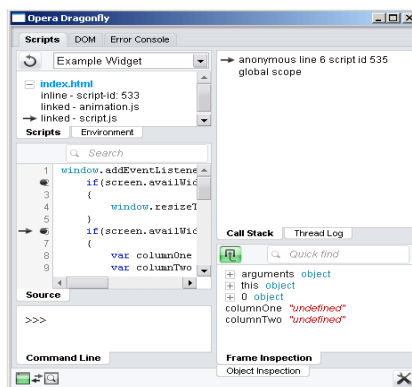 Opera Dragonfly
Scripts DOM Error Console
Example Widget
index.html
inline - script-id: 533
linked - animation.js
linked - script.js
Scripts Environment
Search
1 window.addEventListene
if(screen.availWid
3 {
4 window.resizeT
5 }
if(screen.availWid
7 {
8 var columnOne
9 var columnTwo
Source
>>>
Command Line
anonymous line 6 script id 535
global scope
Call Stack Thread Log
Quick find
arguments object
this object
0 object
columnOne "undefined"
columnTwo "undefined"
Frame Inspection
Object Inspection